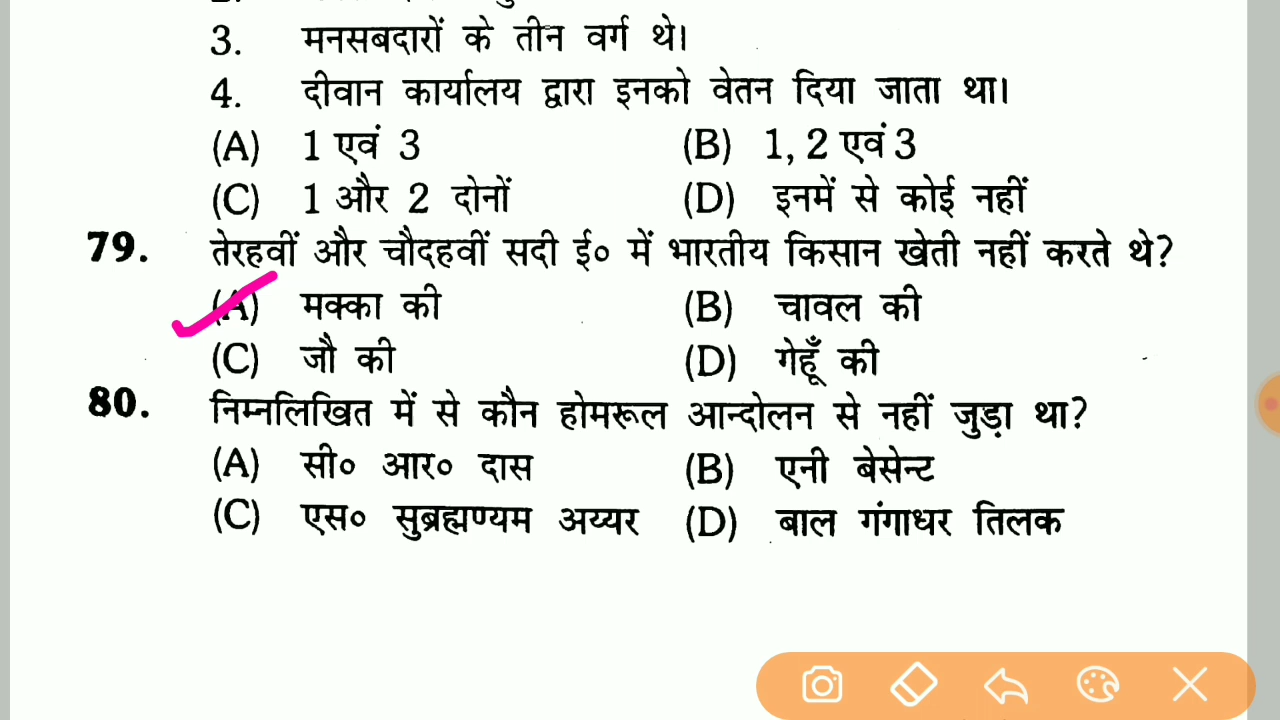 3. मनसबदारों के तीन वर्ग थे।
4. दीवान कार्यालय द्वारा इनको वेतन दिया जाता था।
(A) 1 एवं 3 (B) 1, 2 एवं 3
(C) 1 और 2 दोनों (D) इनमें से कोई नहीं
79. तेरहवीं और चौदहवीं सदी ई० में भारतीय किसान खेती नहीं करते थे?
(A) मक्का की (B) चावल की
(C) जौ की (D) गेहूँ की
80. निम्नलिखित में से कौन होमरूल आन्दोलन से नहीं जुड़ा था?
(A) सी० आर० दास (B) एनी बेसेन्ट
(C) एस० सुब्रह्मण्यम अय्यर (D) बाल गंगाधर तिलक